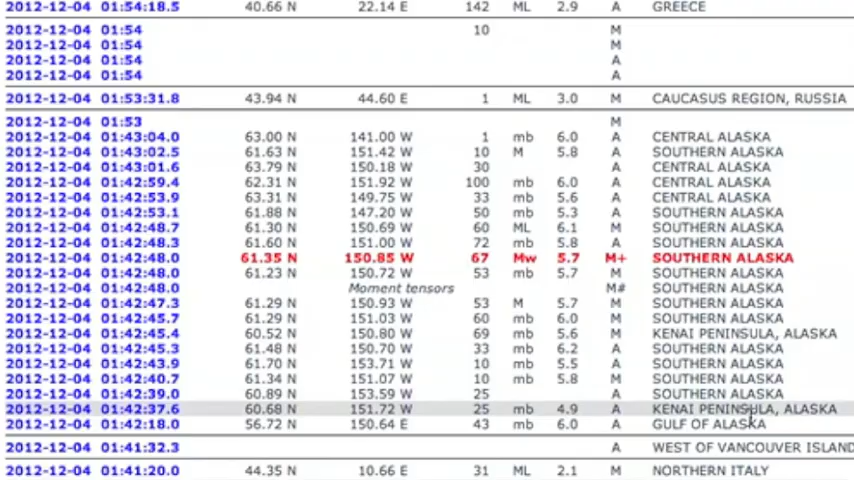 2012-12-04 01:54:18.5 40.66 N 22.14 E 142 ML 2.9 A GREECE
2012-12-04 01:54 10 M
2012-12-04 01:54 M
2012-12-04 01:54 A
2012-12-04 01:54 A
2012-12-04 01:53:31.8 43.94 N 44.60 E 1 ML 3.0 M CAUCASUS REGION, RUSSIA
2012-12-04 01:53 M
2012-12-04 01:43:04.0 63.00 N 141.00 W 1 mb 6.0 A CENTRAL ALASKA
2012-12-04 01:43:02.5 61.63 N 151.42 W 10 M 5.8 A SOUTHERN ALASKA
2012-12-04 01:43:01.6 63.79 N 150.18 W 30 A CENTRAL ALASKA
2012-12-04 01:42:59.4 62.31 N 151.92 W 100 mb 6.0 A CENTRAL ALASKA
2012-12-04 01:42:53.9 63.31 N 149.75 W 33 mb 5.6 A CENTRAL ALASKA
2012-12-04 01:42:53.1 61.88 N 147.20 W 50 mb 5.3 A SOUTHERN ALASKA
2012-12-04 01:42:48.7 61.30 N 150.69 W 60 ML 6.1 M SOUTHERN ALASKA
2012-12-04 01:42:48.3 61.60 N 151.00 W 72 mb 5.8 A SOUTHERN ALASKA
2012-12-04 01:42:48.0 61.35 N 150.85 W 67 Mw 5.7 M+ SOUTHERN ALASKA
2012-12-04 01:42:48.0 61.23 N 150.72 W 53 mb 5.7 M SOUTHERN ALASKA
2012-12-04 01:42:48.0 Moment tensors M# SOUTHERN ALASKA
2012-12-04 01:42:47.3 61.29 N 150.93 W 53 M 5.7 M SOUTHERN ALASKA
2012-12-04 01:42:45.7 61.29 N 151.03 W 60 mb 6.0 M SOUTHERN ALASKA
2012-12-04 01:42:45.4 60.52 N 150.80 W 69 mb 5.6 M KENAI PENINSULA, ALASKA
2012-12-04 01:42:45.3 61.48 N 150.70 W 33 mb 6.2 A SOUTHERN ALASKA
2012-12-04 01:42:43.9 61.70 N 153.71 W 10 mb 5.5 A SOUTHERN ALASKA
2012-12-04 01:42:40.7 61.34 N 151.07 W 10 mb 5.8 M SOUTHERN ALASKA
2012-12-04 01:42:39.0 60.89 N 153.59 W 25 A SOUTHERN ALASKA
2012-12-04 01:42:37.6 60.68 N 151.72 W 25 mb 4.9 A KENAI PENINSULA, ALASKA
2012-12-04 01:42:18.0 56.72 N 150.64 E 43 mb 6.0 A GULF OF ALASKA
2012-12-04 01:41:32.3 A WEST OF VANCOUVER ISLAND
2012-12-04 01:41:20.0 44.35 N 10.66 E 31 ML 2.1 M NORTHERN ITALY